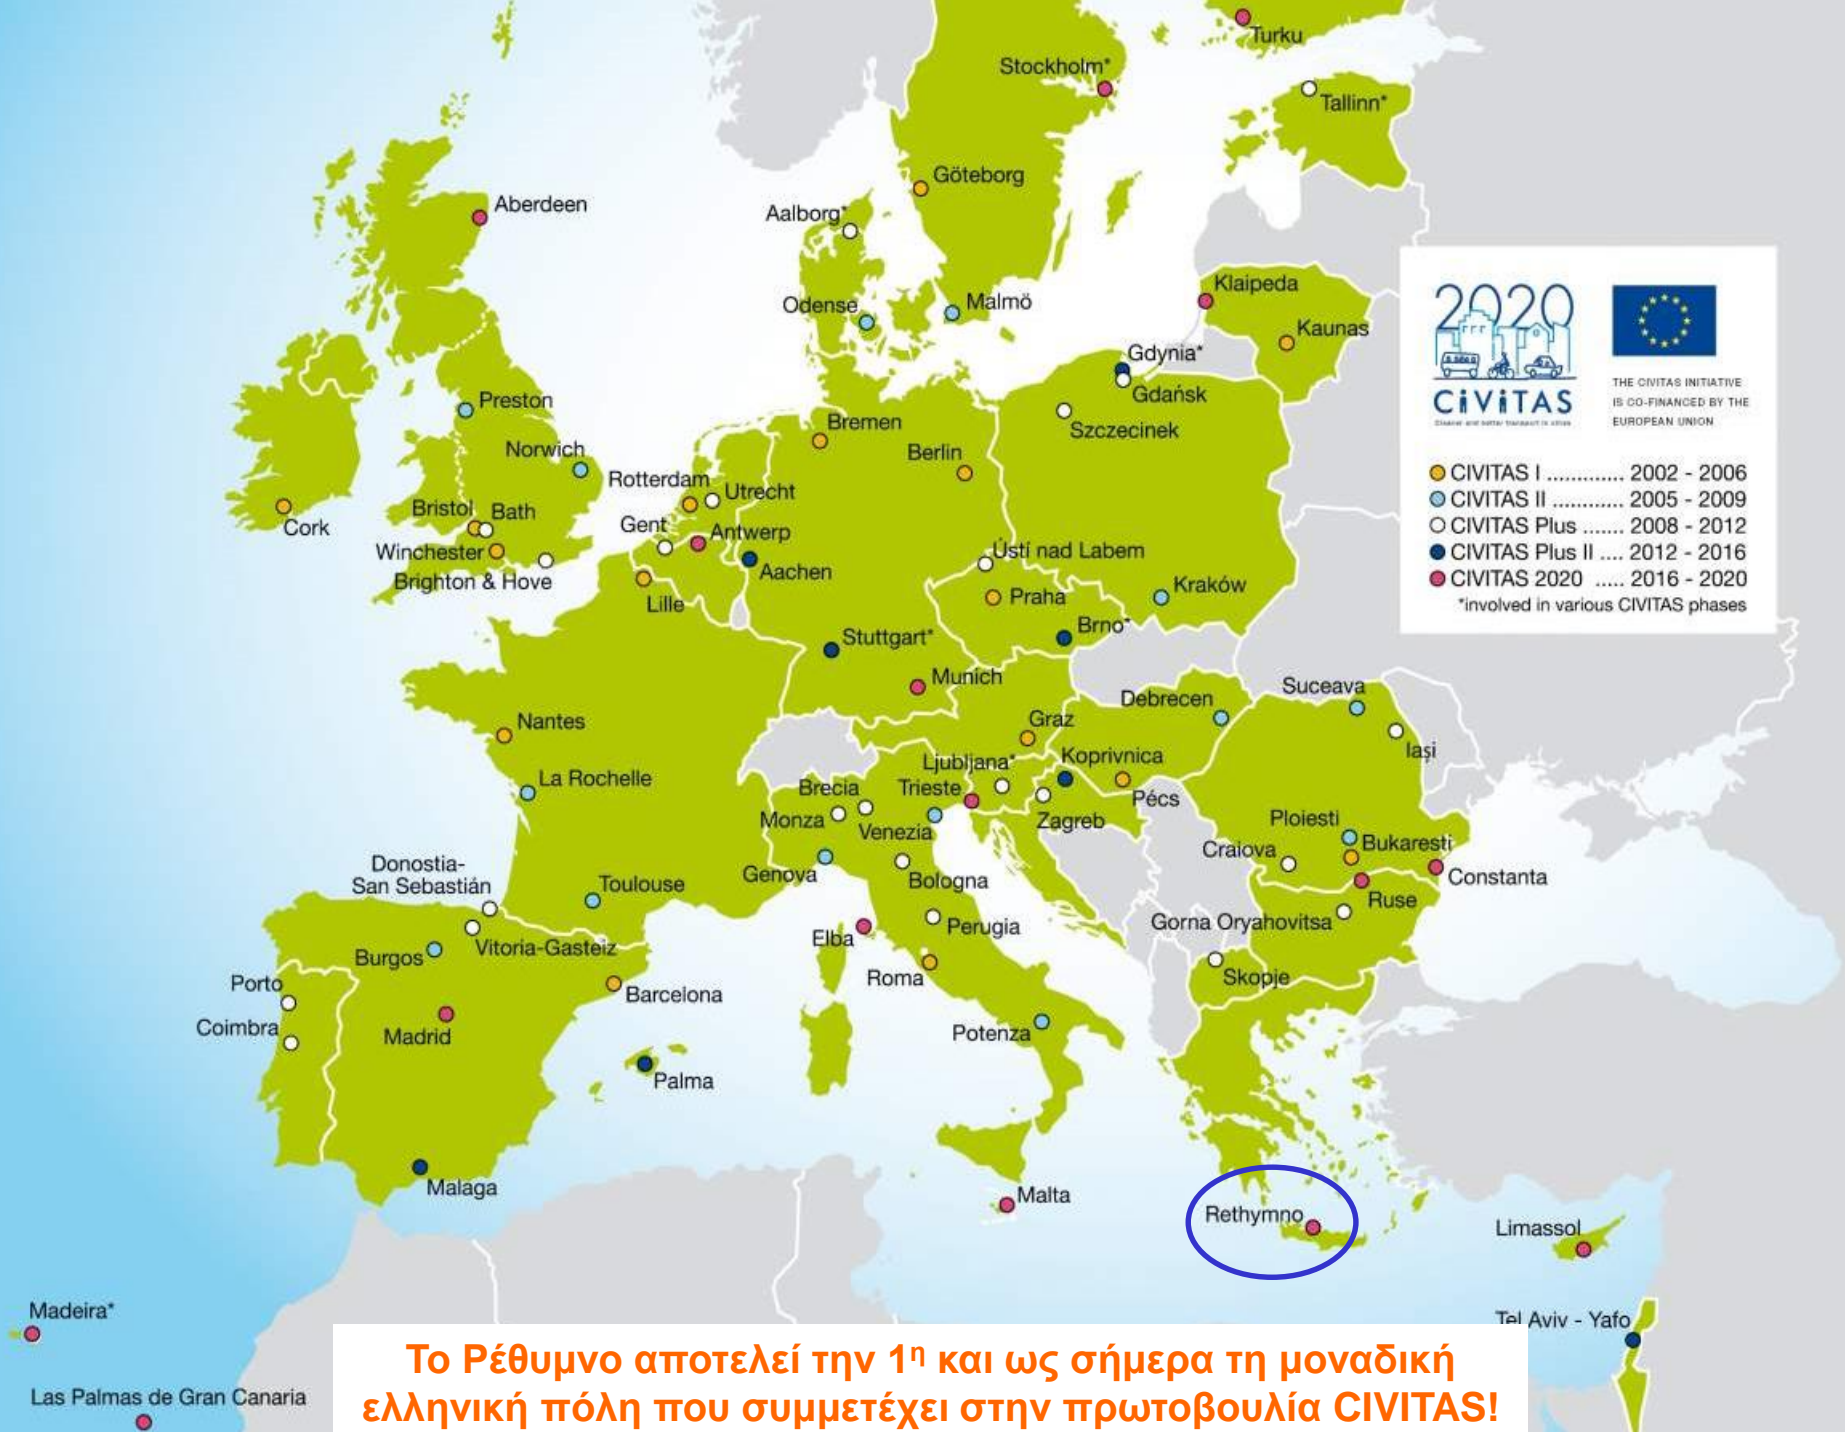 Turku
Stockholm*
Tallinn*
Göteborg
Aberdeen
Aalborg*
Klaipeda
Odense
Malmö
Kaunas
2020
CiViTAS
Cleaner and better transport in cities
THE CIVITAS INITIATIVE
IS CO-FINANCED BY THE
EUROPEAN UNION
CIVITAS I ............. 2002 - 2006
CIVITAS II ............ 2005 - 2009
CIVITAS Plus ....... 2008 - 2012
CIVITAS Plus II .... 2012 - 2016
CIVITAS 2020 ..... 2016 - 2020
*involved in various CIVITAS phases
Gdynia*
Gdańsk
Preston
Bremen
Szczecinek
Norwich
Berlin
Rotterdam
Utrecht
Bristol
Bath
Cork
Gent
Antwerp
Winchester
Ústí nad Labem
Aachen
Brighton & Hove
Lille
Praha
Kraków
Stuttgart*
Brno*
Munich
Debrecen
Suceava
Nantes
Graz
Iaşi
Ljubljana*
Koprivnica
La Rochelle
Brecia
Trieste
Pécs
Monza
Venezia
Zagreb
Ploiesti
Bukaresti
Craiova
Donostia-
San Sebastián
Toulouse
Genova
Bologna
Constanta
Ruse
Elba
Perugia
Gorna Oryahovitsa
Burgos
Vitoria-Gasteiz
Roma
Skopje
Porto
Barcelona
Coimbra
Madrid
Potenza
Palma
Malaga
Malta
Rethymno
Limassol
Madeira*
Tel Aviv - Yafo
Las Palmas de Gran Canaria
Το Ρέθυμνο αποτελεί την 1η και ως σήμερα τη μοναδική
ελληνική πόλη που συμμετέχει στην πρωτοβουλία CIVITAS!